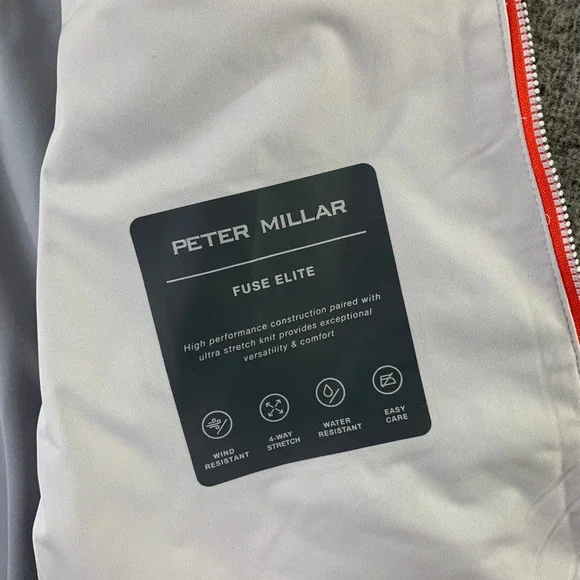 PETER MILLAR
FUSE ELITE
High performance construction paired with
ultra stretch knit provides exceptional
versatility & comfort
WIND
RESISTANT
4-WAY
STRETCH
WATER
RESISTANT
EASY
CARE